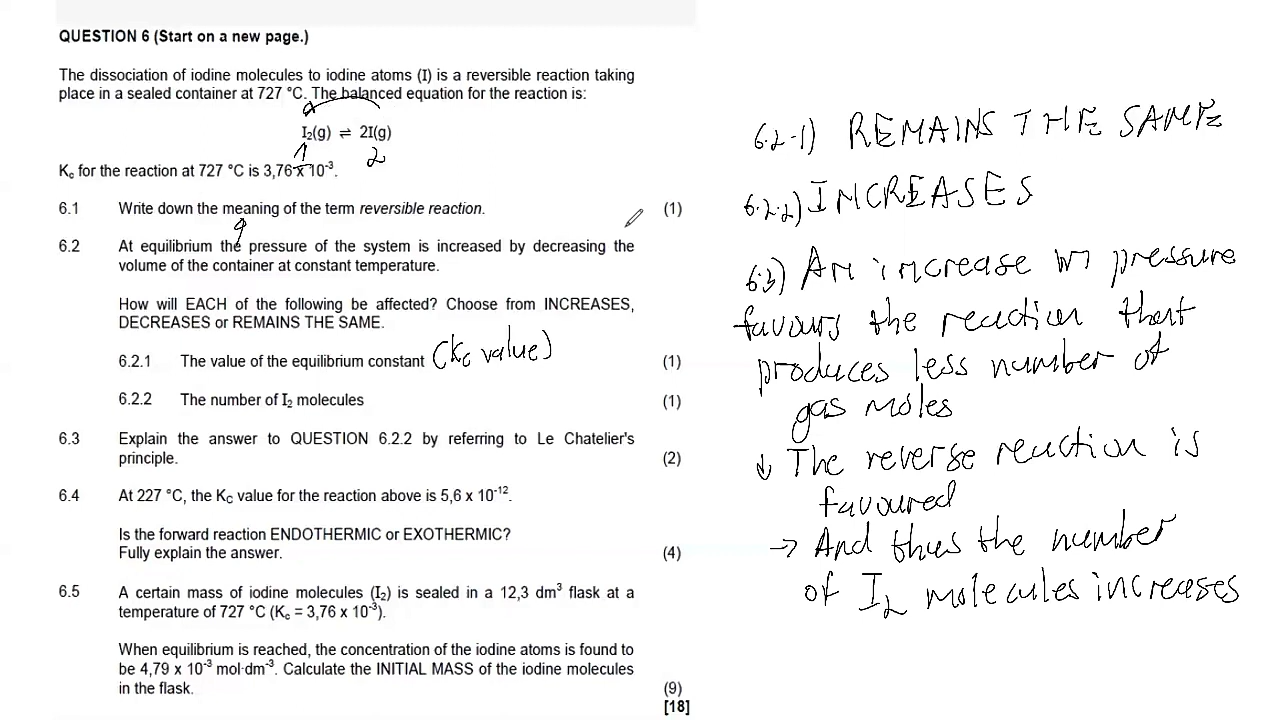 QUESTION 6 (Start on a new page.)
The dissociation of iodine molecules to iodine atoms (I) is a reversible reaction taking
place in a sealed container at 727 °C. The balanced equation for the reaction is:
I₂(g) ⇌ 2I(g)
1 2
Kc for the reaction at 727 °C is 3,76 x 10⁻³.
6.1 Write down the meaning of the term reversible reaction. (1)
6.2 At equilibrium the pressure of the system is increased by decreasing the
volume of the container at constant temperature.
How will EACH of the following be affected? Choose from INCREASES,
DECREASES or REMAINS THE SAME.
6.2.1 The value of the equilibrium constant (Kc value) (1)
6.2.2 The number of I₂ molecules (1)
6.3 Explain the answer to QUESTION 6.2.2 by referring to Le Chatelier's
principle. (2)
6.4 At 227 °C, the KC value for the reaction above is 5,6 x 10⁻¹².
Is the forward reaction ENDOTHERMIC or EXOTHERMIC?
Fully explain the answer. (4)
6.5 A certain mass of iodine molecules (I₂) is sealed in a 12,3 dm³ flask at a
temperature of 727 °C (Kc = 3,76 x 10⁻³).
When equilibrium is reached, the concentration of the iodine atoms is found to
be 4,79 x 10⁻³ mol·dm⁻³. Calculate the INITIAL MASS of the iodine molecules
in the flask. (9)
[18]
6.2.1) REMAINS THE SAME
6.2.2) INCREASES
6.3) An increase in pressure
favours the reaction that
produces less number of
gas moles
↓ The reverse reaction is
favoured
→ And thus the number
of I₂ molecules increases